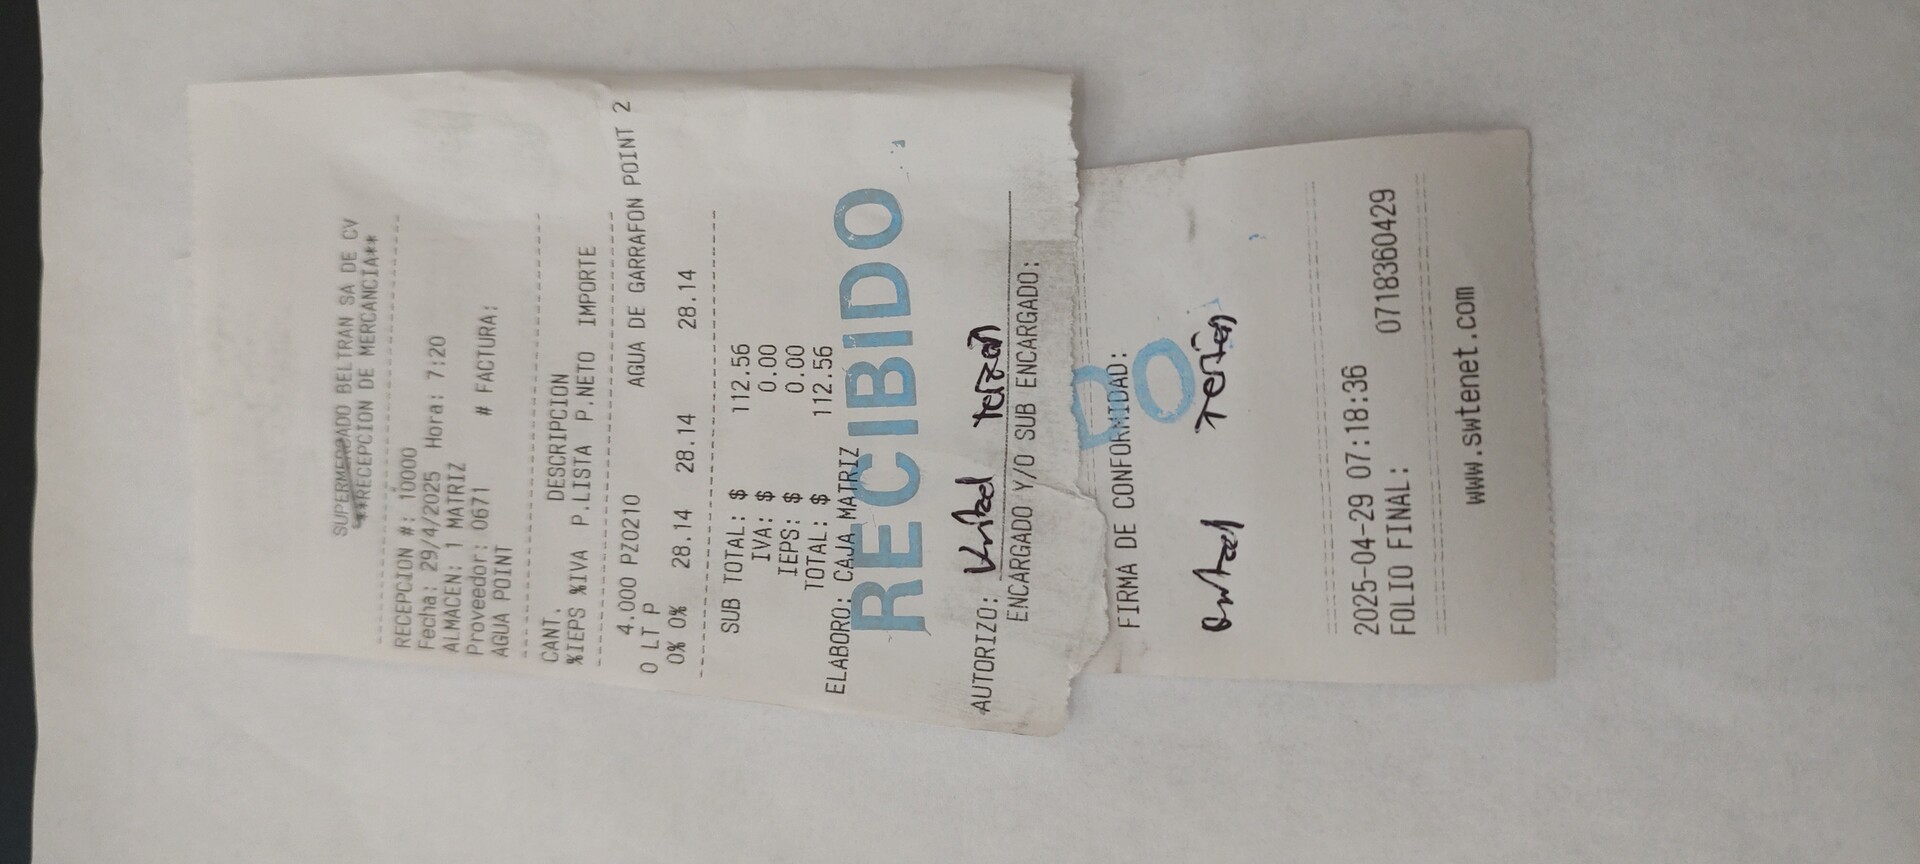 SUPERMERCADO BELTRAN SA DE CV
***RECEPCION DE MERCANCIA**
RECEPCION #: 10000
Fecha: 29/4/2025 Hora: 7:20
ALMACEN: 1 MATRIZ
Proveedor: 0671 # FACTURA:
AGUA POINT
CANT. DESCRIPCION
%IEPS %IVA P.LISTA P.NETO IMPORTE
4.000 PZ0210 AGUA DE GARRAFON POINT 2
0 LT P
0% 0% 28.14 28.14 28.14
SUB TOTAL: $ 112.56
IVA: $ 0.00
IEPS: $ 0.00
TOTAL: $ 112.56
ELABORO: CAJA MATRIZ
RECIBIDO
AUTORIZO:
ENCARGADO Y/O SUB ENCARGADO:
FIRMA DE CONFORMIDAD:
2025-04-29 07:18:36
FOLIO FINAL: 0718360429
www.swtenet.com